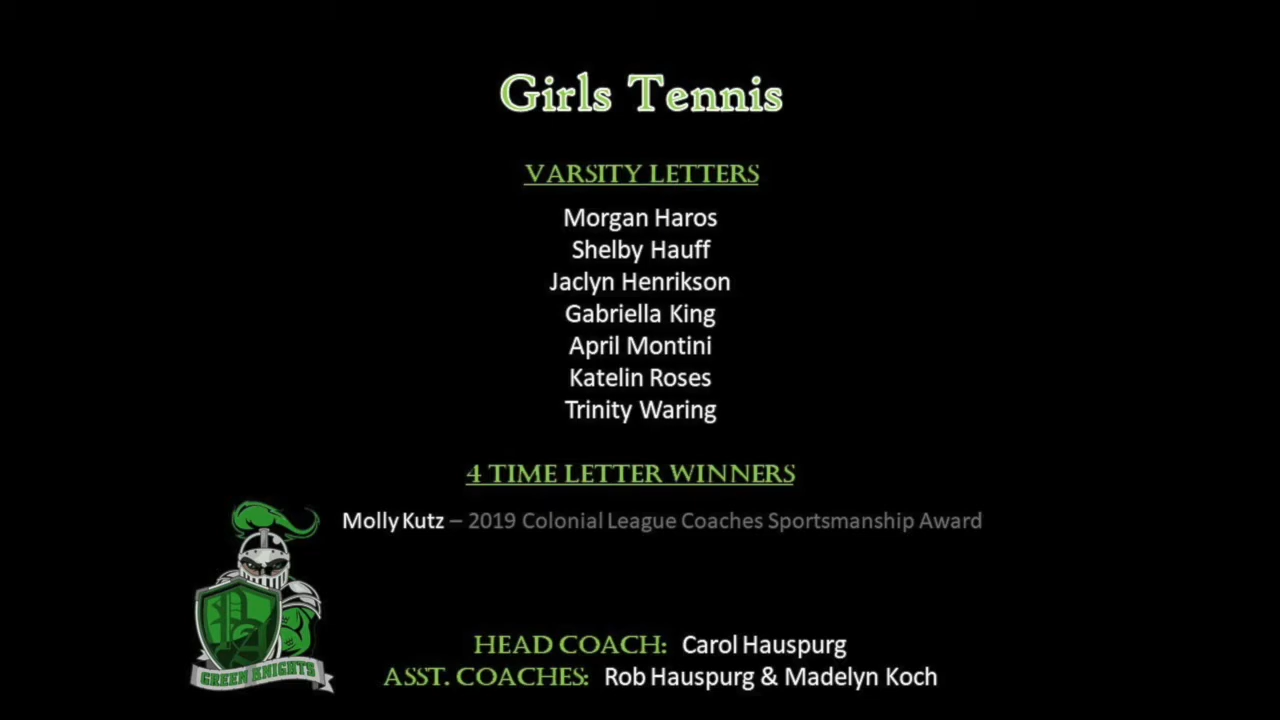 Girls Tennis
VARSITY LETTERS
Morgan Haros
Shelby Hauff
Jaclyn Henrikson
Gabriella King
April Montini
Katelin Roses
Trinity Waring
4 TIME LETTER WINNERS
Molly Kutz – 2019 Colonial League Coaches Sportsmanship Award
PA
GREEN KNIGHTS
HEAD COACH: Carol Hauspurg
ASST. COACHES: Rob Hauspurg & Madelyn Koch